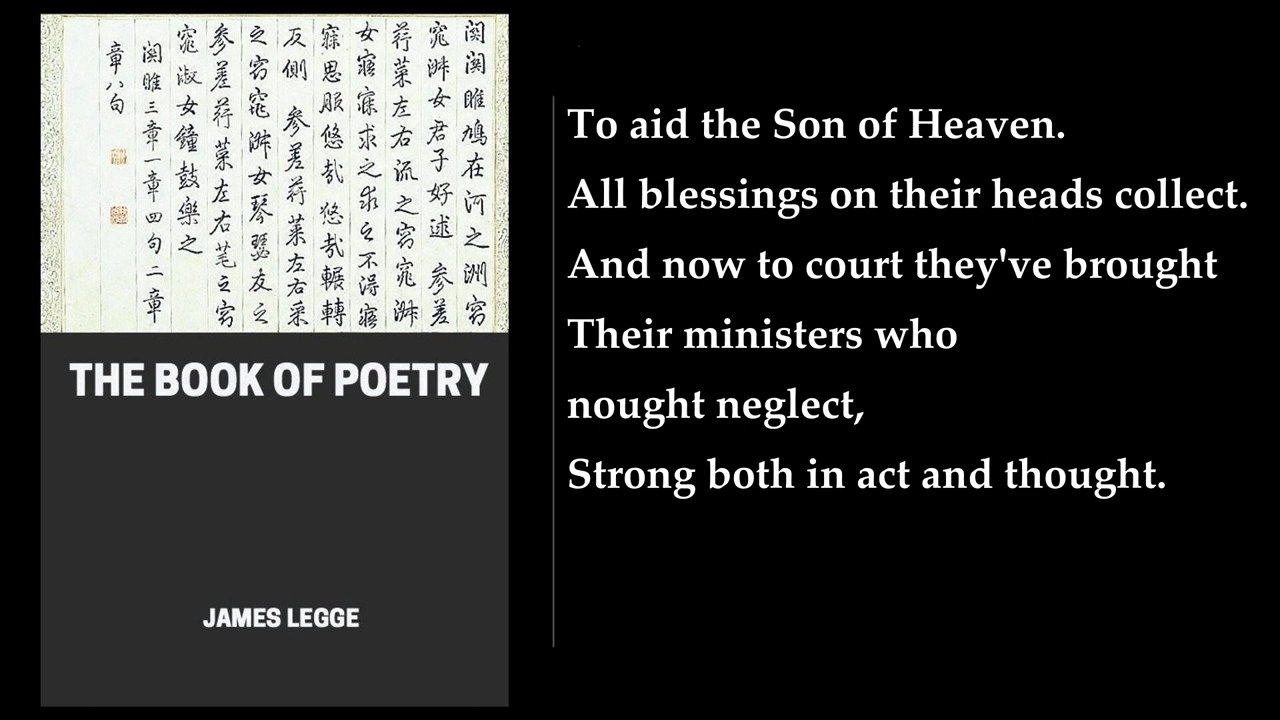 關關雎鳩在河之洲窈
窕淑女君子好逑 參差
荇菜左右流之窈窕淑
女寤寐求之求之不得寤
寐思服悠哉悠哉輾轉
反側 參差荇菜左右采
之窈窕淑女琴瑟友之
參差荇菜左右芼之窈
窕淑女鐘鼓樂之
關雎三章一章四句二章
章八句
THE BOOK OF POETRY
JAMES LEGGE
To aid the Son of Heaven.
All blessings on their heads collect.
And now to court they've brought
Their ministers who
nought neglect,
Strong both in act and thought.